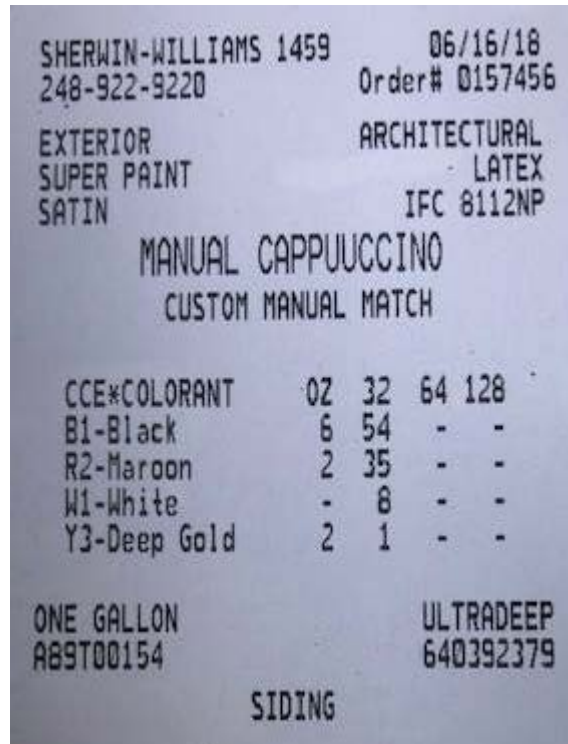 SHERWIN-WILLIAMS 1459 06/16/18
248-922-9220 Order# 0157456
EXTERIOR ARCHITECTURAL
SUPER PAINT LATEX
SATIN IFC 8112NP
MANUAL CAPPUUCCINO
CUSTOM MANUAL MATCH
CCE*COLORANT OZ 32 64 128
B1-Black 6 54 - -
R2-Maroon 2 35 - -
W1-White - 8 - -
Y3-Deep Gold 2 1 - -
ONE GALLON ULTRADEEP
A89T00154 640392379
SIDING